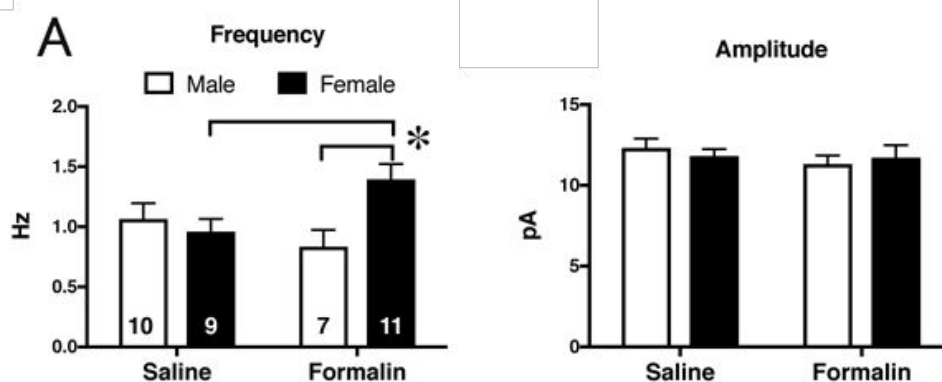 A
Frequency
Male Female
2.0
1.5
1.0
0.5
0.0
Hz
*
10 9 7 11
Saline Formalin
Amplitude
15
10
5
0
pA
Saline Formalin